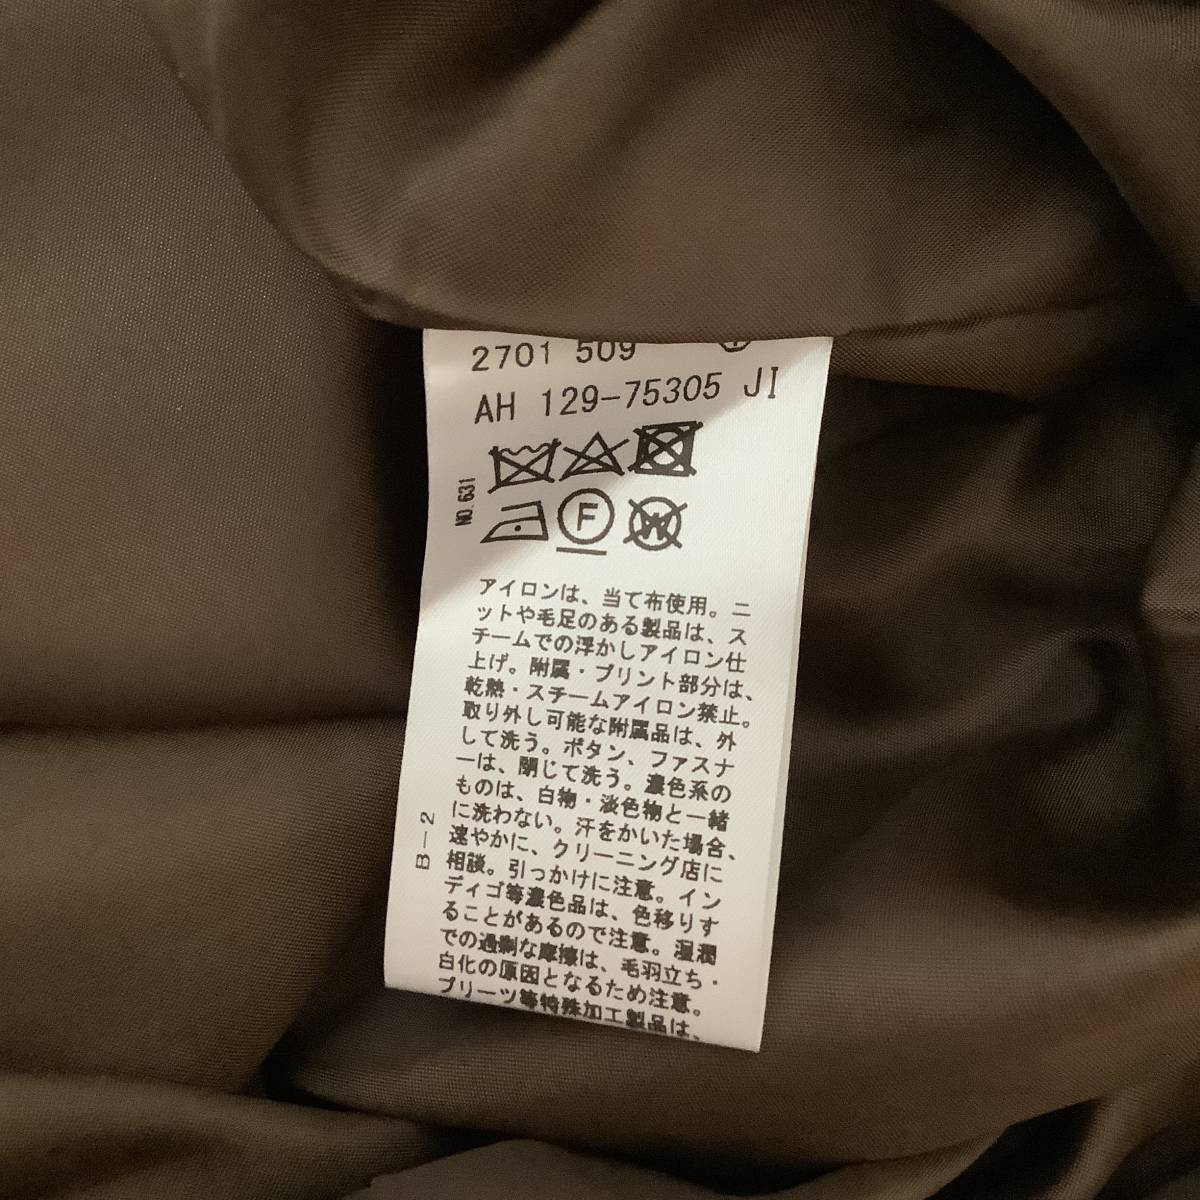 2701 509
AH 129-75305 JI
NO.631
F
W
アイロンは、当て布使用。ニ
ットや毛足のある製品は、ス
チームでの浮かしアイロン仕
上げ。附属・プリント部分は、
乾熱・スチームアイロン禁止。
取り外し可能な附属品は、外
して洗う。ボタン、ファスナ
ーは、閉じて洗う。濃色系の
ものは、白物・淡色物と一緒
に洗わない。汗をかいた場合、
速やかに、クリーニング店に
相談。引っかけに注意。イン
ディゴ等濃色品は、色移りす
ることがあるので注意。湿潤
での過剰な摩擦は、毛羽立ち・
白化の原因となるため注意。
プリーツ等特殊加工製品は、
B-2